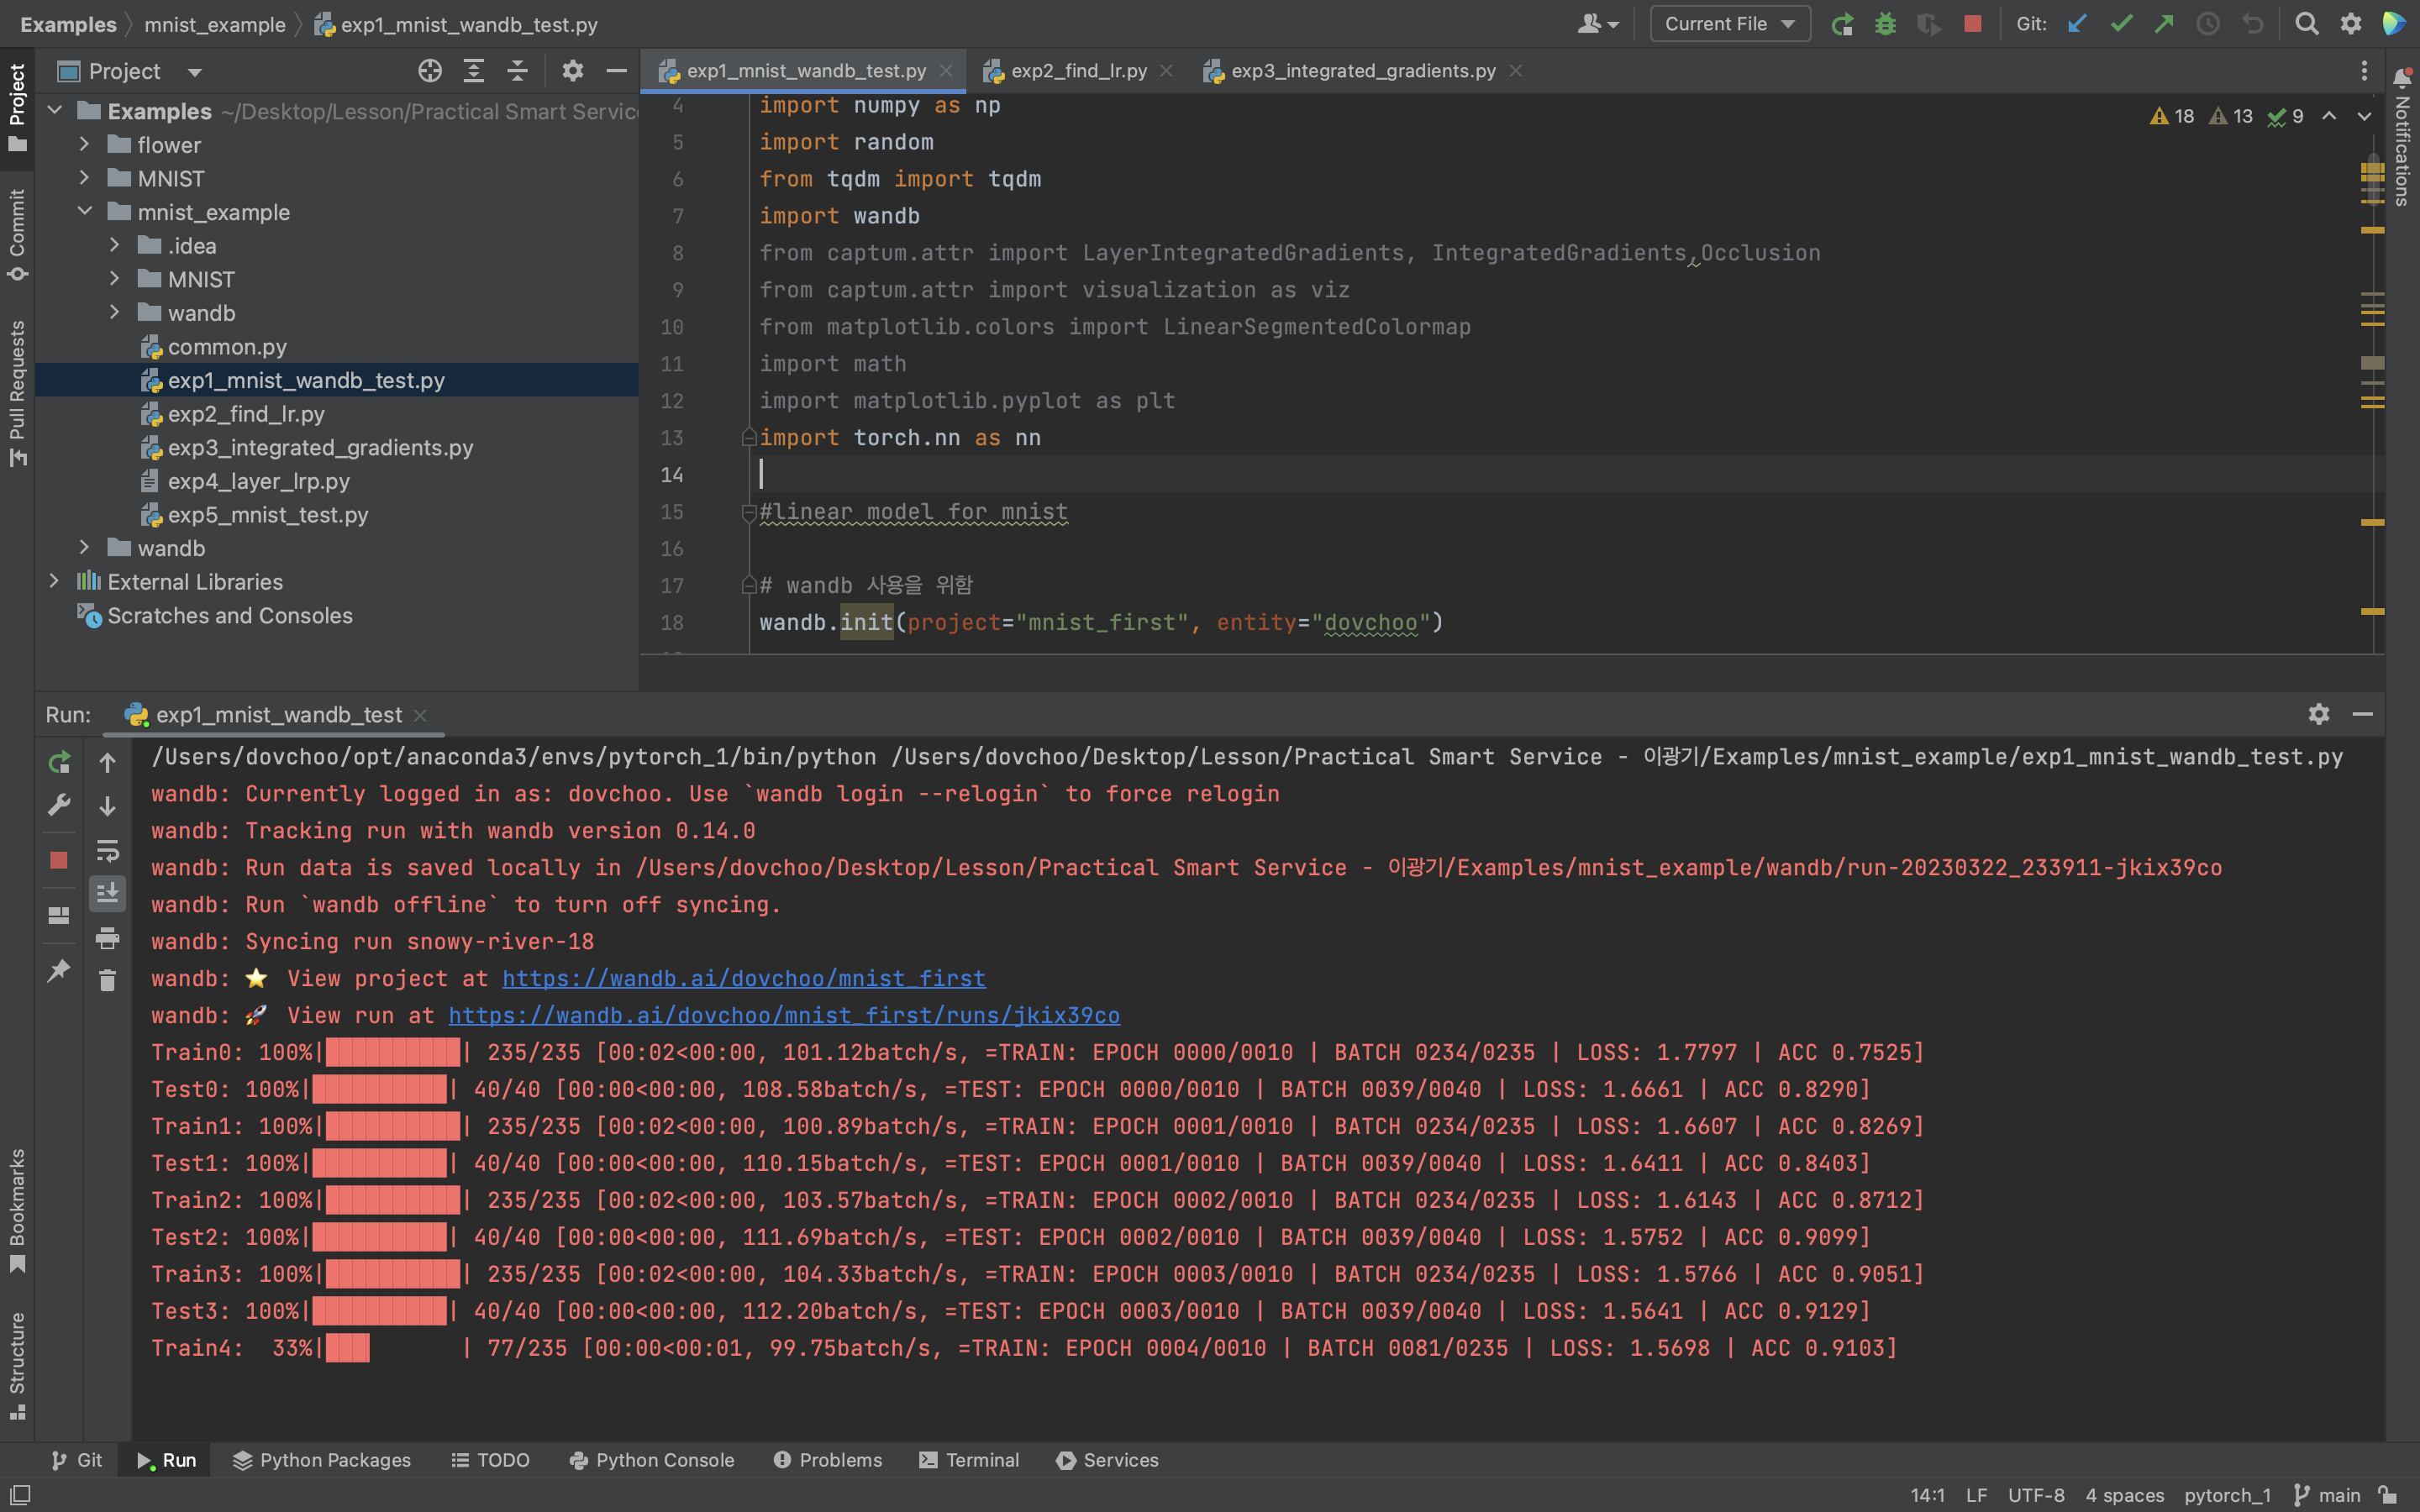 Examples mnist_example exp1_mnist_wandb_test.py Current File Git:
Project
exp1_mnist_wandb_test.py exp2_find_lr.py exp3_integrated_gradients.py
Project
Commit
Pull Requests
Bookmarks
Structure
Notifications
Examples ~/Desktop/Lesson/Practical Smart Servic
flower
MNIST
mnist_example
.idea
MNIST
wandb
common.py
exp1_mnist_wandb_test.py
exp2_find_lr.py
exp3_integrated_gradients.py
exp4_layer_lrp.py
exp5_mnist_test.py
wandb
External Libraries
Scratches and Consoles
18 13 9
4 import numpy as np
5 import random
6 from tqdm import tqdm
7 import wandb
8 from captum.attr import LayerIntegratedGradients, IntegratedGradients,Occlusion
9 from captum.attr import visualization as viz
10 from matplotlib.colors import LinearSegmentedColormap
11 import math
12 import matplotlib.pyplot as plt
13 import torch.nn as nn
14
15 #linear model for mnist
16
17 # wandb 사용을 위함
18 wandb.init(project="mnist_first", entity="dovchoo")
Run: exp1_mnist_wandb_test
/Users/dovchoo/opt/anaconda3/envs/pytorch_1/bin/python /Users/dovchoo/Desktop/Lesson/Practical Smart Service - 이광기/Examples/mnist_example/exp1_mnist_wandb_test.py
wandb: Currently logged in as: dovchoo. Use `wandb login --relogin` to force relogin
wandb: Tracking run with wandb version 0.14.0
wandb: Run data is saved locally in /Users/dovchoo/Desktop/Lesson/Practical Smart Service - 이광기/Examples/mnist_example/wandb/run-20230322_233911-jkix39co
wandb: Run `wandb offline` to turn off syncing.
wandb: Syncing run snowy-river-18
wandb: ⭐ View project at https://wandb.ai/dovchoo/mnist_first
wandb: 🚀 View run at https://wandb.ai/dovchoo/mnist_first/runs/jkix39co
Train0: 100%|██████████| 235/235 [00:02<00:00, 101.12batch/s, =TRAIN: EPOCH 0000/0010 | BATCH 0234/0235 | LOSS: 1.7797 | ACC 0.7525]
Test0: 100%|██████████| 40/40 [00:00<00:00, 108.58batch/s, =TEST: EPOCH 0000/0010 | BATCH 0039/0040 | LOSS: 1.6661 | ACC 0.8290]
Train1: 100%|██████████| 235/235 [00:02<00:00, 100.89batch/s, =TRAIN: EPOCH 0001/0010 | BATCH 0234/0235 | LOSS: 1.6607 | ACC 0.8269]
Test1: 100%|██████████| 40/40 [00:00<00:00, 110.15batch/s, =TEST: EPOCH 0001/0010 | BATCH 0039/0040 | LOSS: 1.6411 | ACC 0.8403]
Train2: 100%|██████████| 235/235 [00:02<00:00, 103.57batch/s, =TRAIN: EPOCH 0002/0010 | BATCH 0234/0235 | LOSS: 1.6143 | ACC 0.8712]
Test2: 100%|██████████| 40/40 [00:00<00:00, 111.69batch/s, =TEST: EPOCH 0002/0010 | BATCH 0039/0040 | LOSS: 1.5752 | ACC 0.9099]
Train3: 100%|██████████| 235/235 [00:02<00:00, 104.33batch/s, =TRAIN: EPOCH 0003/0010 | BATCH 0234/0235 | LOSS: 1.5766 | ACC 0.9051]
Test3: 100%|██████████| 40/40 [00:00<00:00, 112.20batch/s, =TEST: EPOCH 0003/0010 | BATCH 0039/0040 | LOSS: 1.5641 | ACC 0.9129]
Train4:  33%|███▎      | 77/235 [00:00<00:01, 99.75batch/s, =TRAIN: EPOCH 0004/0010 | BATCH 0081/0235 | LOSS: 1.5698 | ACC 0.9103]
Git Run Python Packages TODO Python Console Problems Terminal Services
14:1 LF UTF-8 4 spaces pytorch_1 main